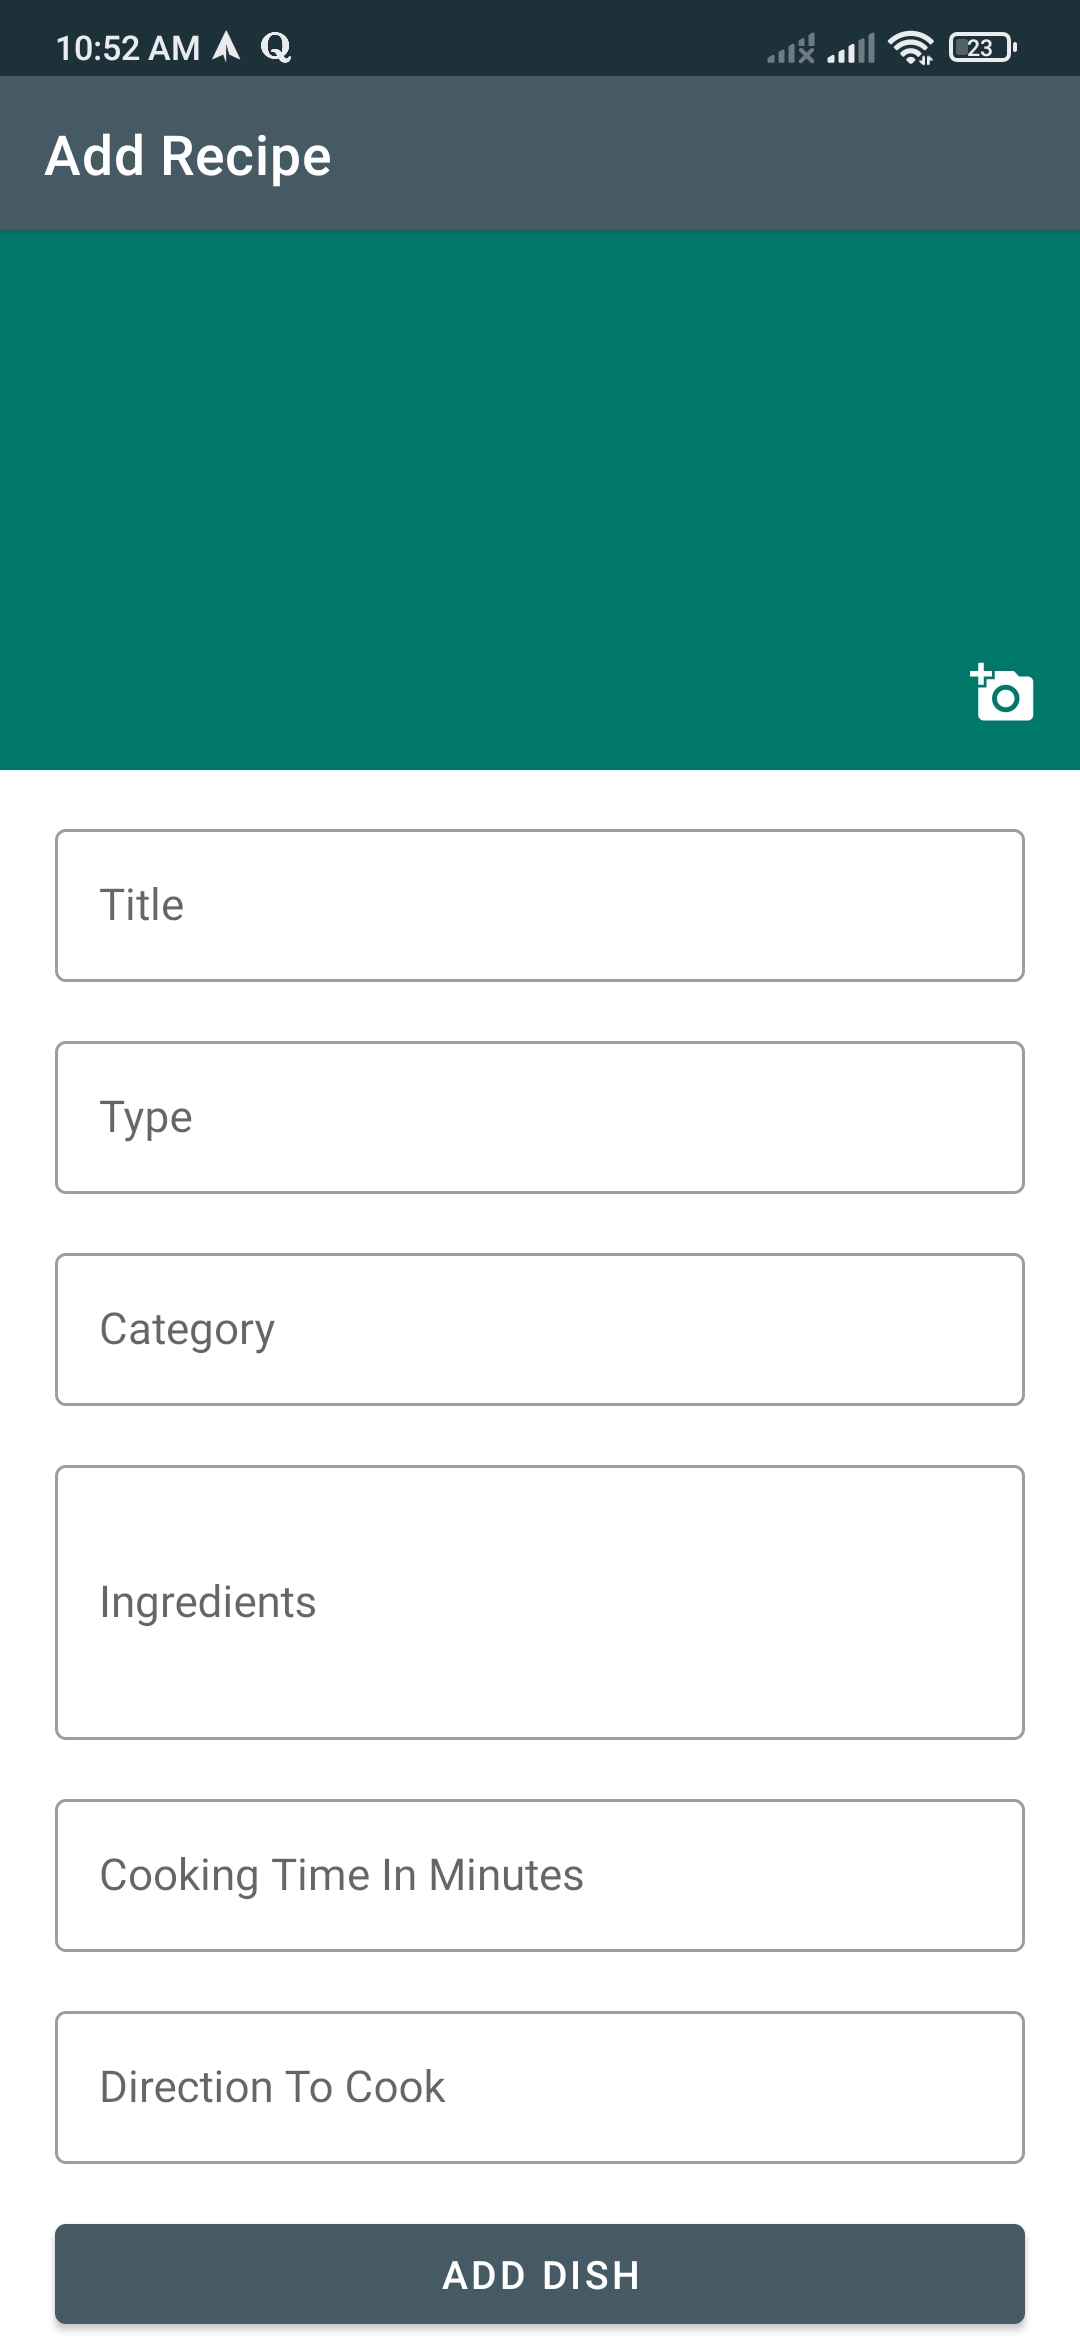 10:52 AM Q 23
Add Recipe
Title
Type
Category
Ingredients
Cooking Time In Minutes
Direction To Cook
ADD DISH